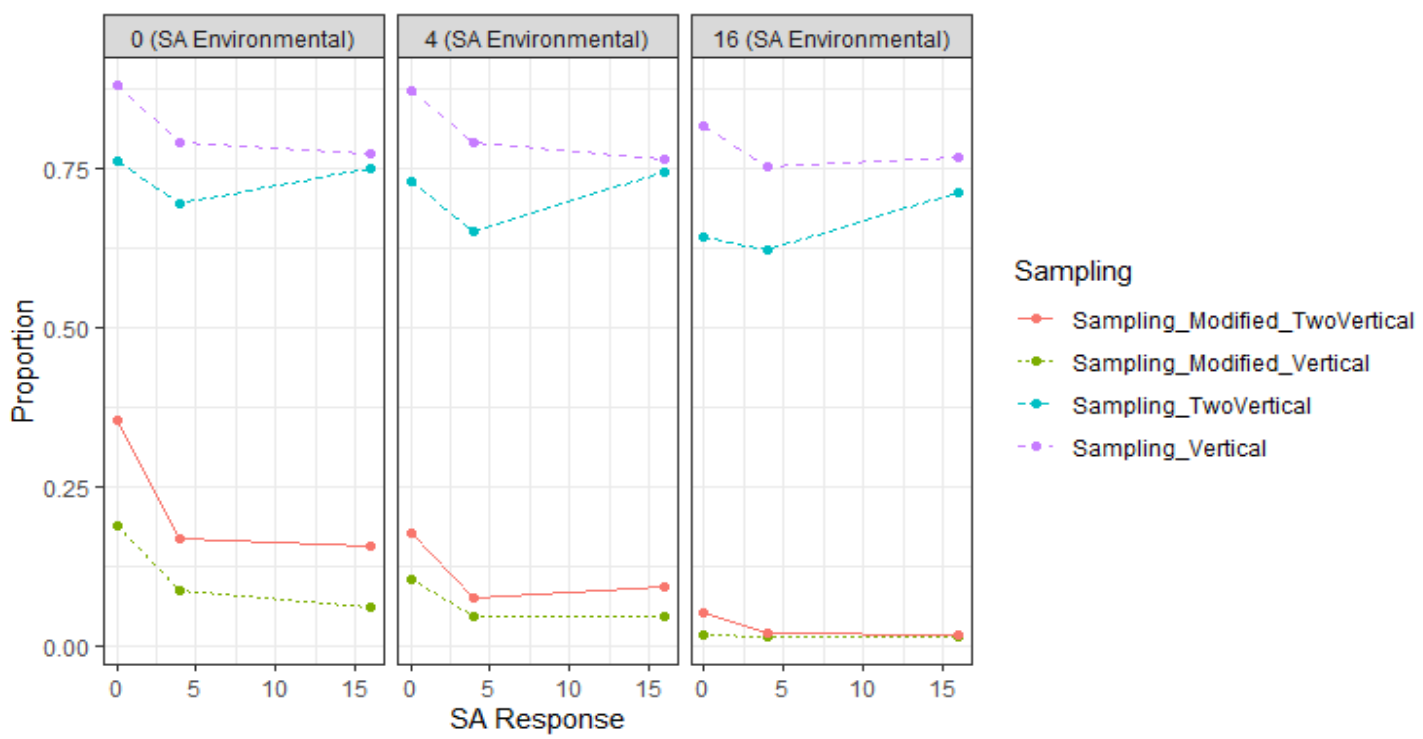 0 (SA Environmental) 4 (SA Environmental) 16 (SA Environmental)
0.75
0.50
0.25
0.00
Proportion
0 5 10 15 0 5 10 15 0 5 10 15
SA Response
Sampling
Sampling_Modified_TwoVertical
Sampling_Modified_Vertical
Sampling_TwoVertical
Sampling_Vertical